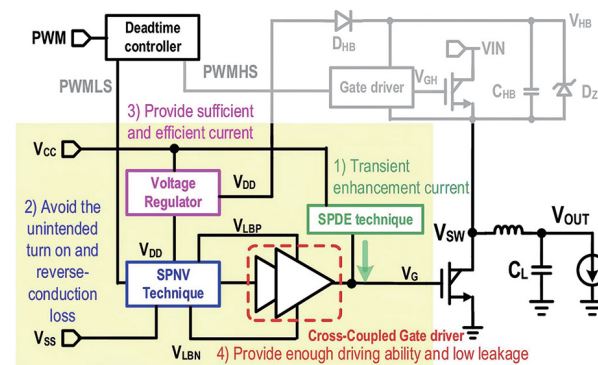 PWM
Deadtime
controller
PWMLS
PWMHS
D_HB
VIN
V_HB
Gate driver
V_GH
C_HB
D_Z
3) Provide sufficient
and efficient current
V_CC
Voltage
Regulator
V_DD
1) Transient
enhancement current
SPDE technique
2) Avoid the
unintended
turn on and
reverse-
conduction
loss
V_DD
V_LBP
SPNV
Technique
V_G
V_SW
V_OUT
C_L
V_SS
V_LBN
Cross-Coupled Gate driver
4) Provide enough driving ability and low leakage